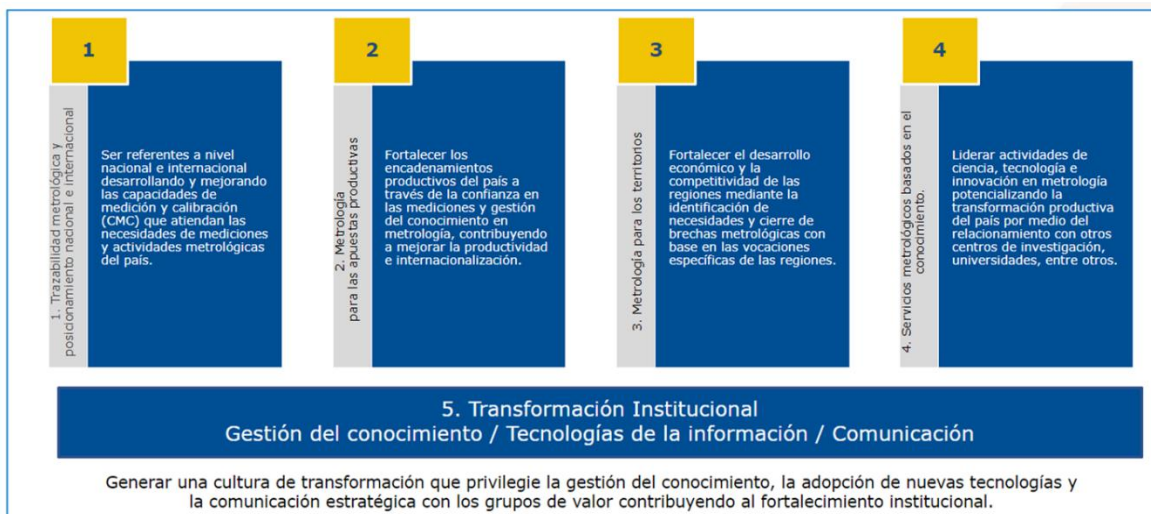 1
1. Trazabilidad metrológica y
posicionamiento nacional e internacional
Ser referentes a nivel
nacional e internacional
desarrollando y mejorando
las capacidades de
medición y calibración
(CMC) que atiendan las
necesidades de mediciones
y actividades metrológicas
del país.
2
2. Metrología
para las apuestas productivas
Fortalecer los
encadenamientos
productivos del país a
través de la confianza en
las mediciones y gestión
del conocimiento en
metrología, contribuyendo
a mejorar la productividad
e internacionalización.
3
3. Metrología para los territorios
Fortalecer el desarrollo
económico y la
competitividad de las
regiones mediante la
identificación de
necesidades y cierre de
brechas metrológicas con
base en las vocaciones
específicas de las regiones.
4
4. Servicios metrológicos basados en el
conocimiento.
Liderar actividades de
ciencia, tecnología e
innovación en metrología
potencializando la
transformación productiva
del país por medio del
relacionamiento con otros
centros de investigación,
universidades, entre otros.
5. Transformación Institucional
Gestión del conocimiento / Tecnologías de la información / Comunicación
Generar una cultura de transformación que privilegie la gestión del conocimiento, la adopción de nuevas tecnologías y
la comunicación estratégica con los grupos de valor contribuyendo al fortalecimiento institucional.